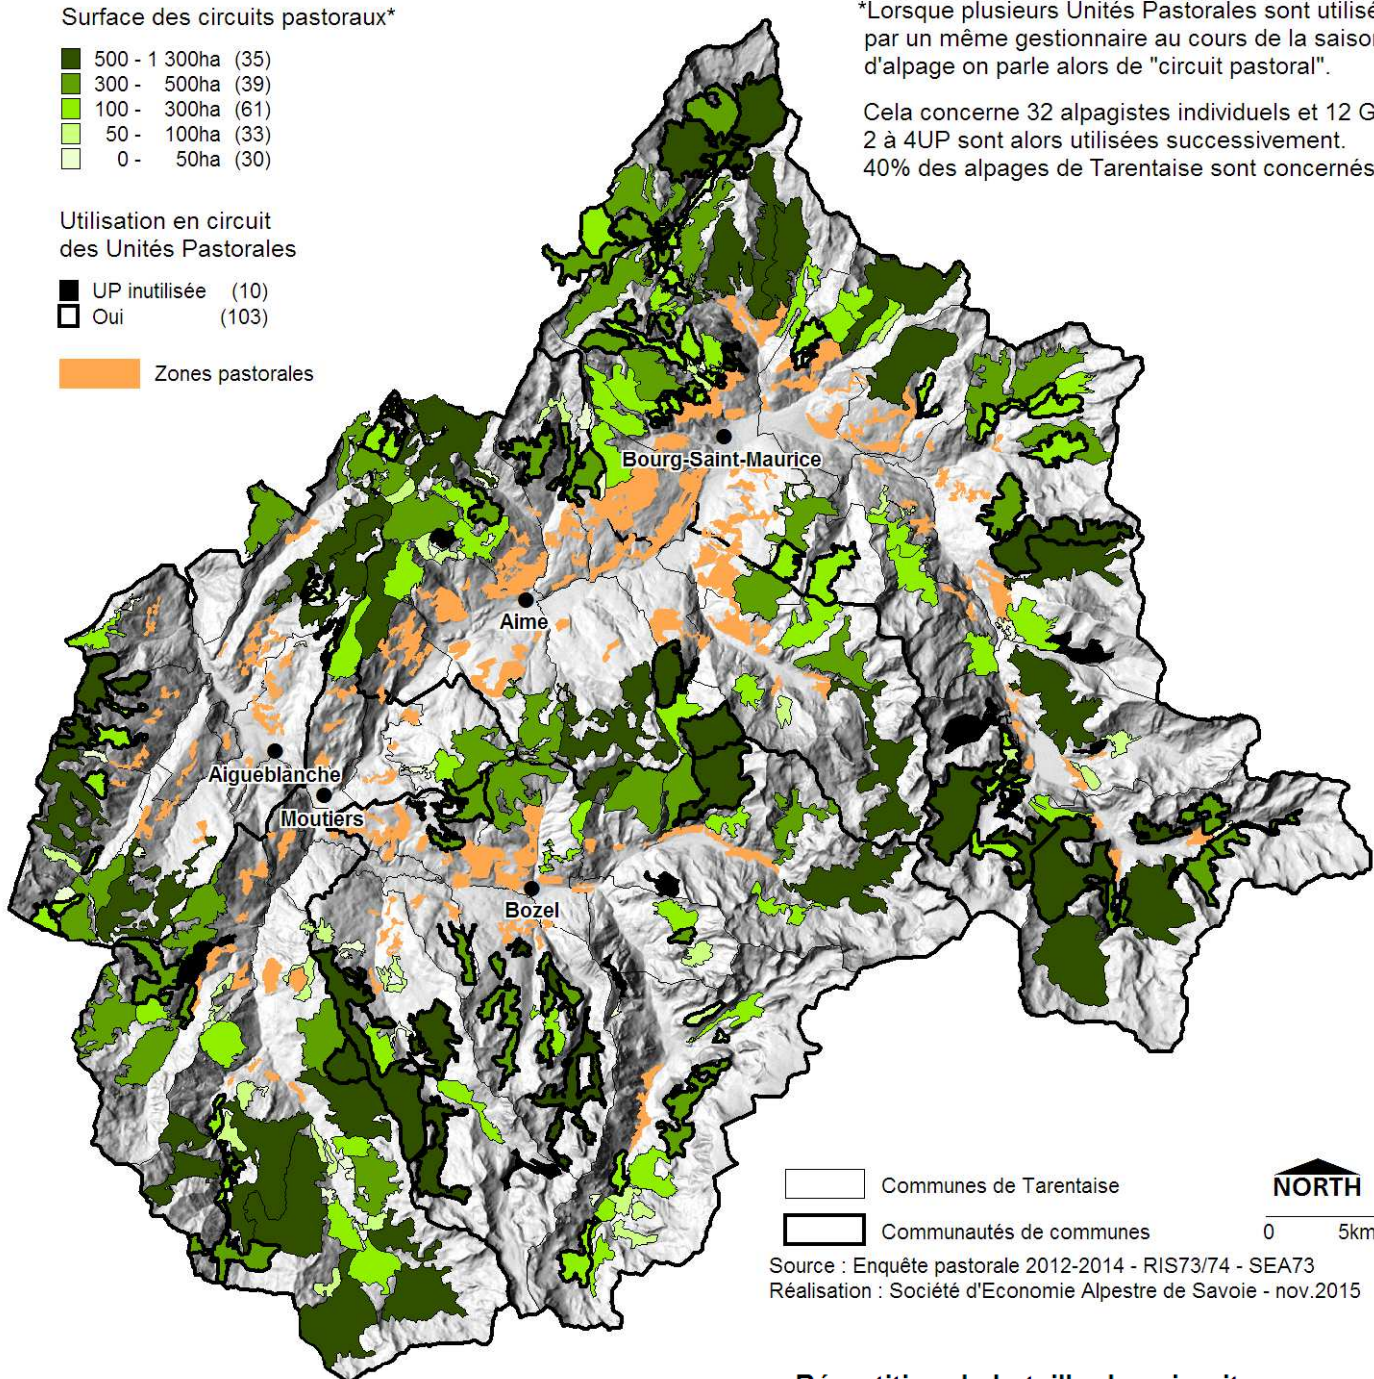 Surface des circuits pastoraux*
500 - 1 300ha (35)
300 - 500ha (39)
100 - 300ha (61)
50 - 100ha (33)
0 - 50ha (30)
Utilisation en circuit
des Unités Pastorales
UP inutilisée (10)
Oui (103)
Zones pastorales
*Lorsque plusieurs Unités Pastorales sont utilisé
par un même gestionnaire au cours de la saison
d'alpage on parle alors de "circuit pastoral".
Cela concerne 32 alpagistes individuels et 12 G
2 à 4UP sont alors utilisées successivement.
40% des alpages de Tarentaise sont concernés
Bourg-Saint-Maurice
Aime
Aigueblanche
Moutiers
Bozel
Communes de Tarentaise
Communautés de communes
NORTH
0 5km
Source : Enquête pastorale 2012-2014 - RIS73/74 - SEA73
Réalisation : Société d'Economie Alpestre de Savoie - nov.2015